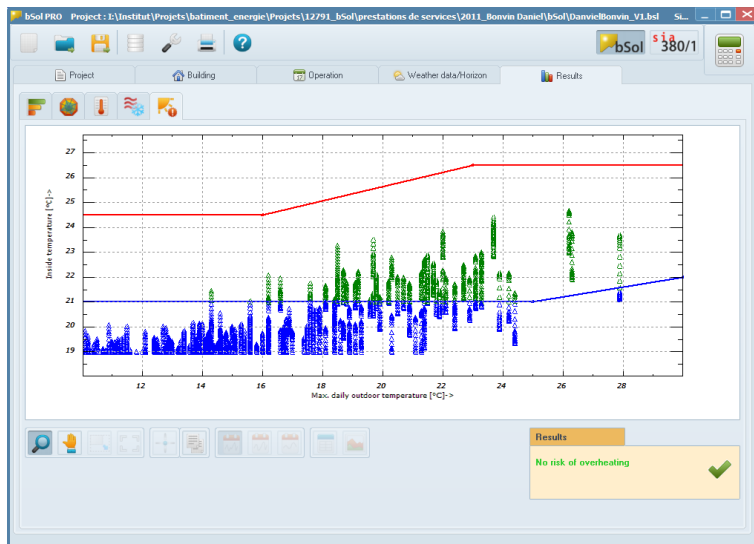 bSol PRO Project : I:\Institut\Projets\batiment_energie\Projets\12791_bSol\prestations de services\2011_Bonvin Daniel\bSol\DanvielBonvin_V1.bsl Si...
bSol
sia
380/1
Project
Building
17
Operation
Weather data/Horizon
Results
27
26
25
24
23
22
21
20
19
Inside temperature [°C]->
12
14
16
18
20
22
24
26
28
Max. daily outdoor temperature [°C]->
Results
No risk of overheating